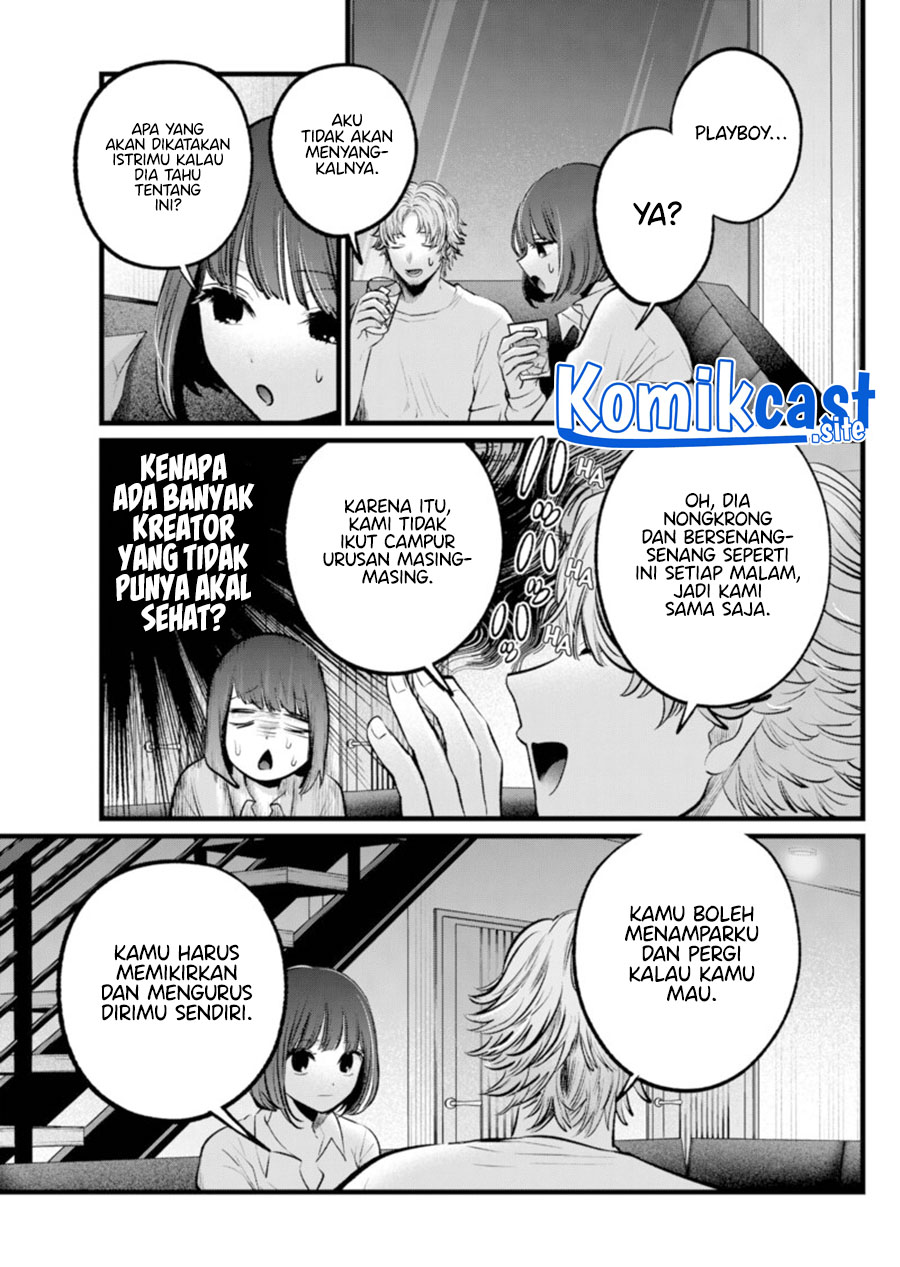 PLAYBOY...
YA?
AKU
TIDAK AKAN
MENYANG-
KALNYA.
APA YANG
AKAN DIKATAKAN
ISTRIMU KALAU
DIA TAHU
TENTANG
INI?
Komikcast
.site
OH, DIA
NONGKRONG
DAN BERSENANG-
SENANG SEPERTI
INI SETIAP MALAM,
JADI KAMI
SAMA SAJA.
HA
HA
HA
KARENA ITU,
KAMI TIDAK
IKUT CAMPUR
URUSAN MASING-
MASING.
KENAPA
ADA BANYAK
KREATOR
YANG TIDAK
PUNYA AKAL
SEHAT?
KAMU BOLEH
MENAMPARKU
DAN PERGI
KALAU KAMU
MAU.
KAMU HARUS
MEMIKIRKAN
DAN MENGURUS
DIRIMU SENDIRI.